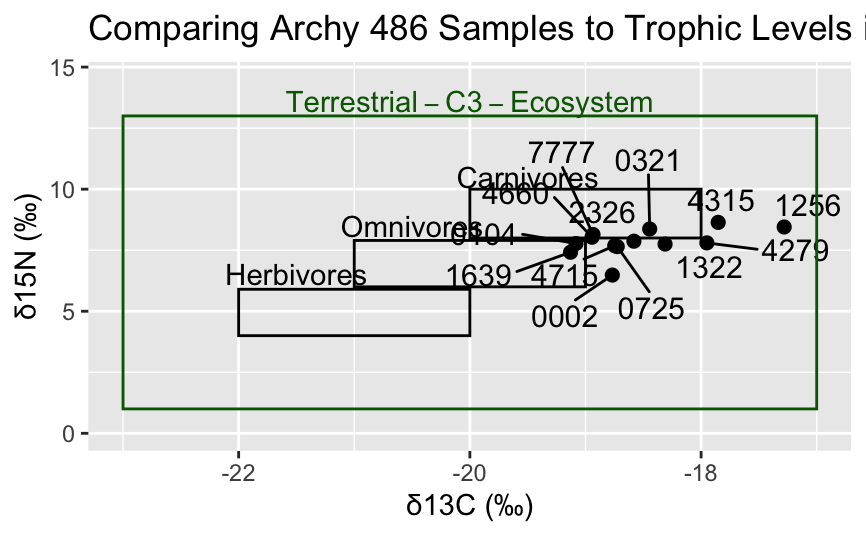 Comparing Archy 486 Samples to Trophic Levels i
15
Terrestrial – C3 – Ecosystem
7777
0321
Carnivores
10
4660
2326
4315
1256
Omnivores
0404
4279
Herbivores
1639
4715
1322
0002
0725
5
0
δ15N (‰)
-22
-20
-18
δ13C (‰)